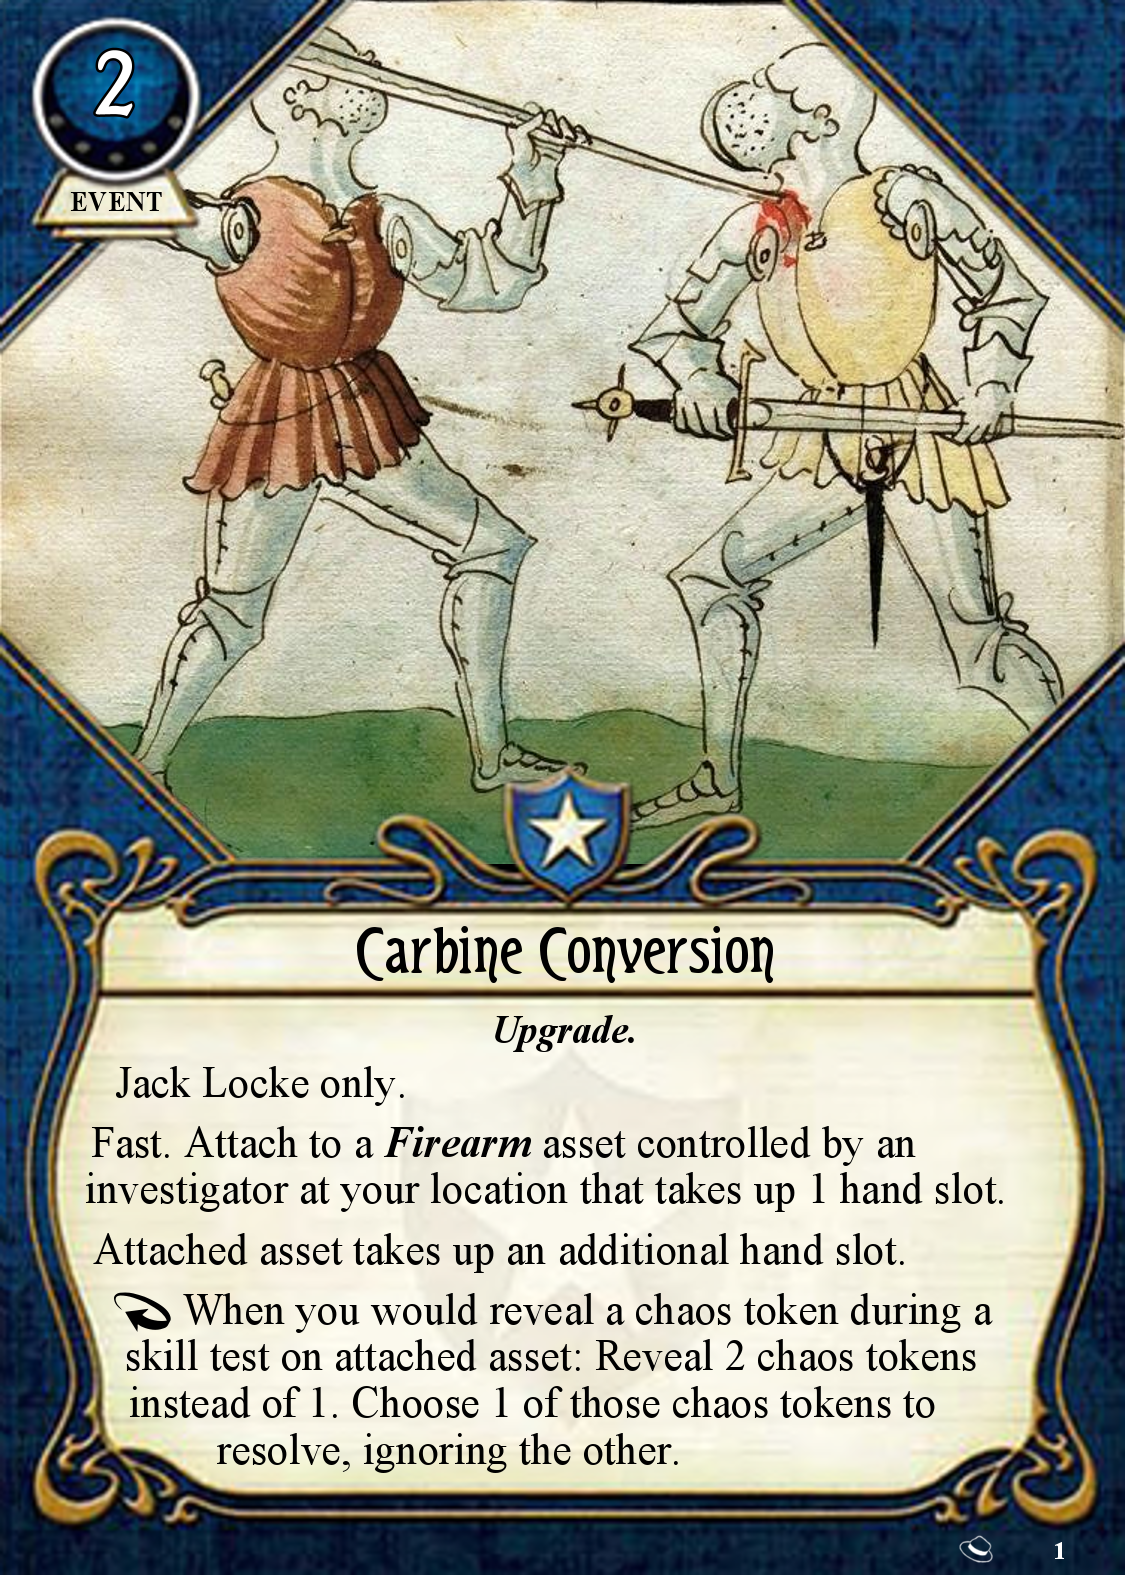 2
EVENT
Carbine Conversion
Upgrade.
Jack Locke only.
Fast. Attach to a Firearm asset controlled by an
investigator at your location that takes up 1 hand slot.
Attached asset takes up an additional hand slot.
When you would reveal a chaos token during a
skill test on attached asset: Reveal 2 chaos tokens
instead of 1. Choose 1 of those chaos tokens to
resolve, ignoring the other.
1